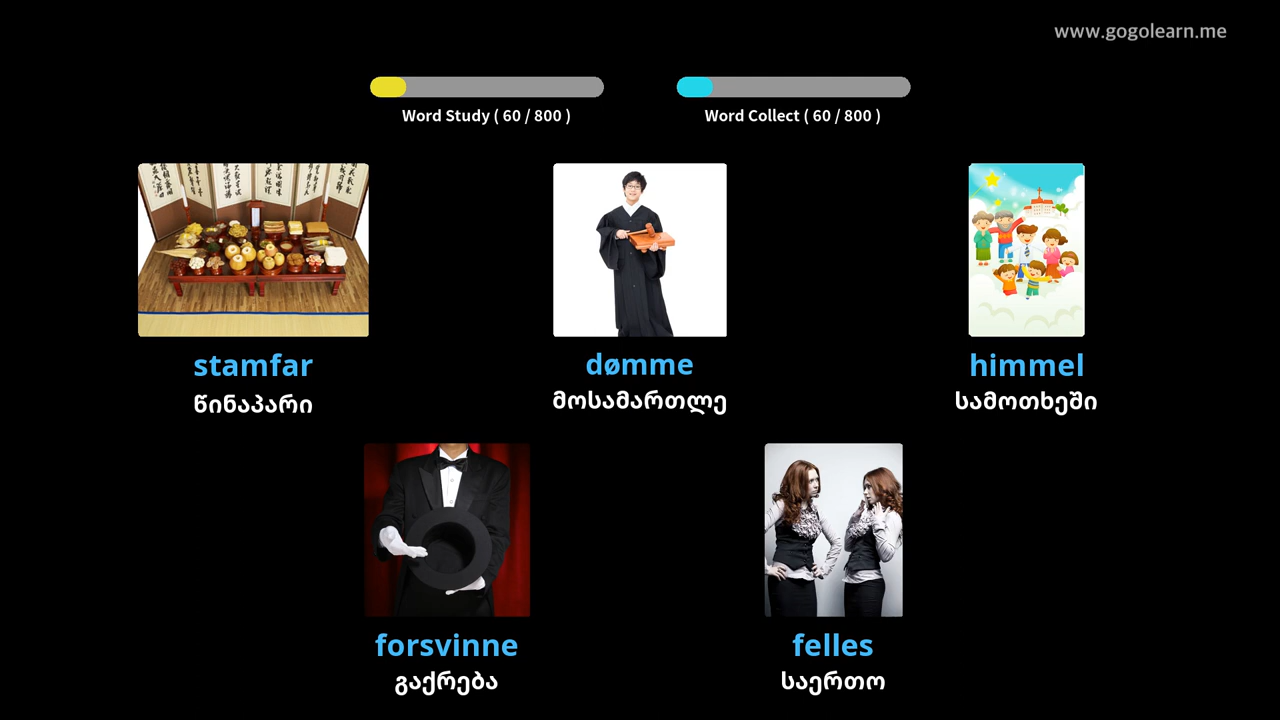 www.gogolearn.me
Word Study ( 60 / 800 )
Word Collect ( 60 / 800 )
stamfar
წინაპარი
dømme
მოსამართლე
himmel
სამოთხეში
forsvinne
გაქრება
felles
საერთო